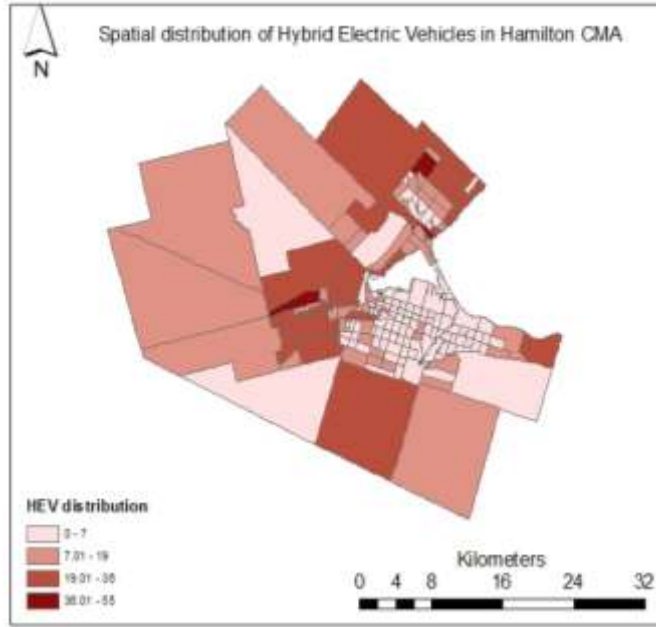 Spatial distribution of Hybrid Electric Vehicles in Hamilton CMA
N
HEV distribution
0 - 7
7.01 - 19
19.01 - 36
36.01 - 55
Kilometers
0 4 8 16 24 32